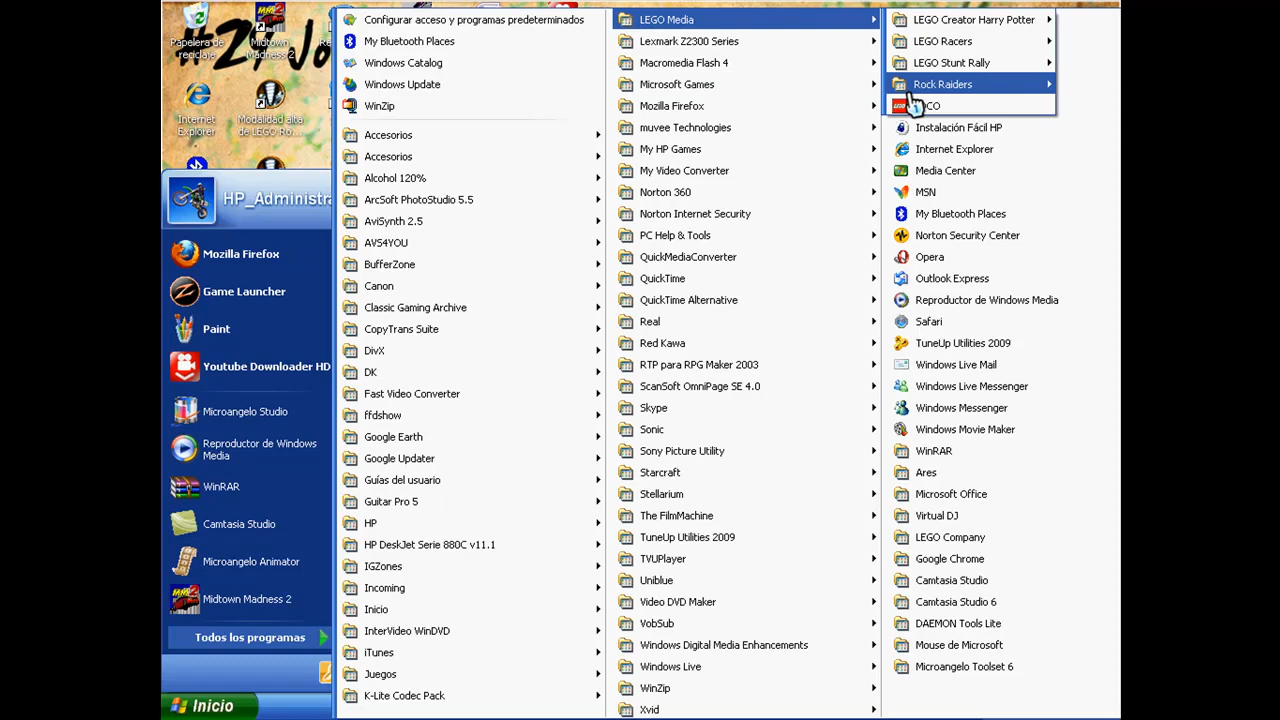 Papelera de
reciclaje
Midtown
Madness 2
Internet
Explorer
Modalidad alta
de LEGO Ro...
HP_Administra
Mozilla Firefox
Game Launcher
Paint
Youtube Downloader HD
Microangelo Studio
Reproductor de Windows
Media
WinRAR
Camtasia Studio
Microangelo Animator
Midtown Madness 2
Todos los programas
Inicio
Configurar acceso y programas predeterminados
My Bluetooth Places
Windows Catalog
Windows Update
WinZip
Accesorios
Accesorios
Alcohol 120%
ArcSoft PhotoStudio 5.5
AviSynth 2.5
AVS4YOU
BufferZone
Canon
Classic Gaming Archive
CopyTrans Suite
DivX
DK
Fast Video Converter
ffdshow
Google Earth
Google Updater
Guías del usuario
Guitar Pro 5
HP
HP DeskJet Serie 880C v11.1
IGZones
Incoming
Inicio
InterVideo WinDVD
iTunes
Juegos
K-Lite Codec Pack
LEGO Media
Lexmark Z2300 Series
Macromedia Flash 4
Microsoft Games
Mozilla Firefox
muvee Technologies
My HP Games
My Video Converter
Norton 360
Norton Internet Security
PC Help & Tools
QuickMediaConverter
QuickTime
QuickTime Alternative
Real
Red Kawa
RTP para RPG Maker 2003
ScanSoft OmniPage SE 4.0
Skype
Sonic
Sony Picture Utility
Starcraft
Stellarium
The FilmMachine
TuneUp Utilities 2009
TVUPlayer
Uniblue
Video DVD Maker
VobSub
Windows Digital Media Enhancements
Windows Live
WinZip
Xvid
LEGO Creator Harry Potter
LEGO Racers
LEGO Stunt Rally
Rock Raiders
Instalación Fácil HP
Internet Explorer
Media Center
MSN
My Bluetooth Places
Norton Security Center
Opera
Outlook Express
Reproductor de Windows Media
Safari
TuneUp Utilities 2009
Windows Live Mail
Windows Live Messenger
Windows Messenger
Windows Movie Maker
WinRAR
Ares
Microsoft Office
Virtual DJ
LEGO Company
Google Chrome
Camtasia Studio
Camtasia Studio 6
DAEMON Tools Lite
Mouse de Microsoft
Microangelo Toolset 6